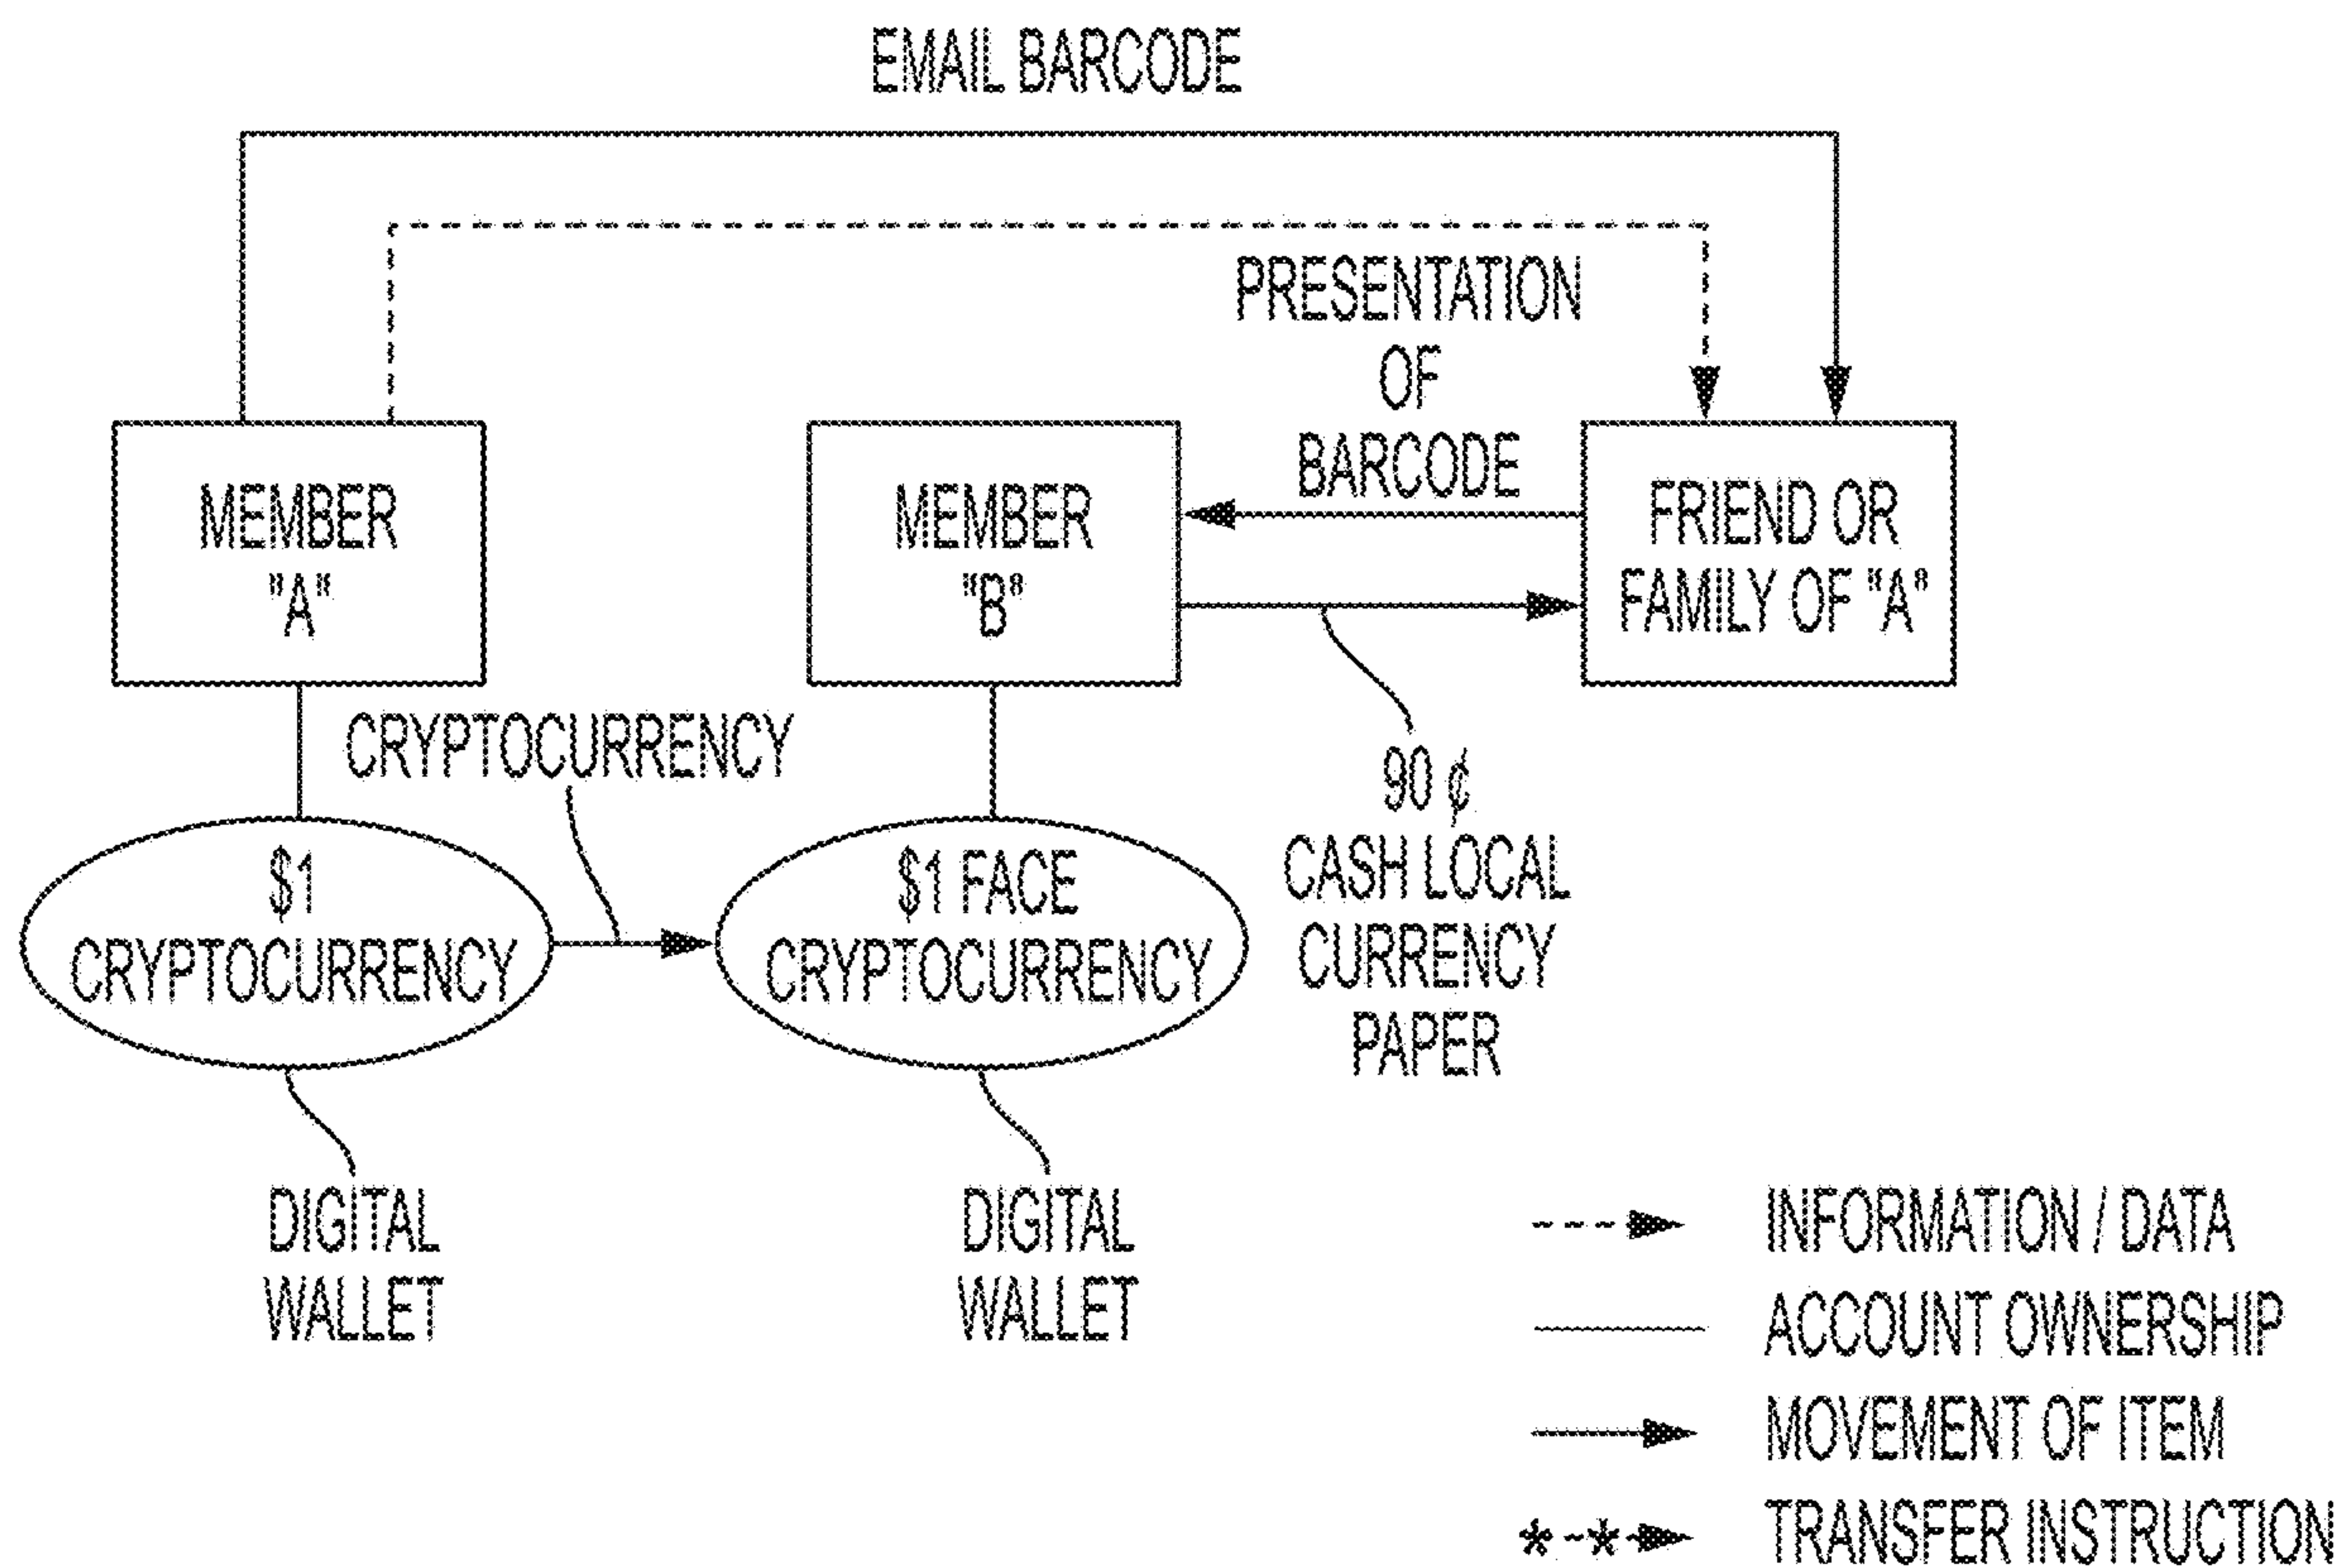 EMAIL BARCODE
PRESENTATION
OF
BARCODE
MEMBER
"A"
MEMBER
"B"
FRIEND OR
FAMILY OF "A"
CRYPTOCURRENCY
90 ¢
CASH LOCAL
CURRENCY
PAPER
$1
CRYPTOCURRENCY
$1 FACE
CRYPTOCURRENCY
DIGITAL
WALLET
DIGITAL
WALLET
INFORMATION / DATA
ACCOUNT OWNERSHIP
MOVEMENT OF ITEM
TRANSFER INSTRUCTION